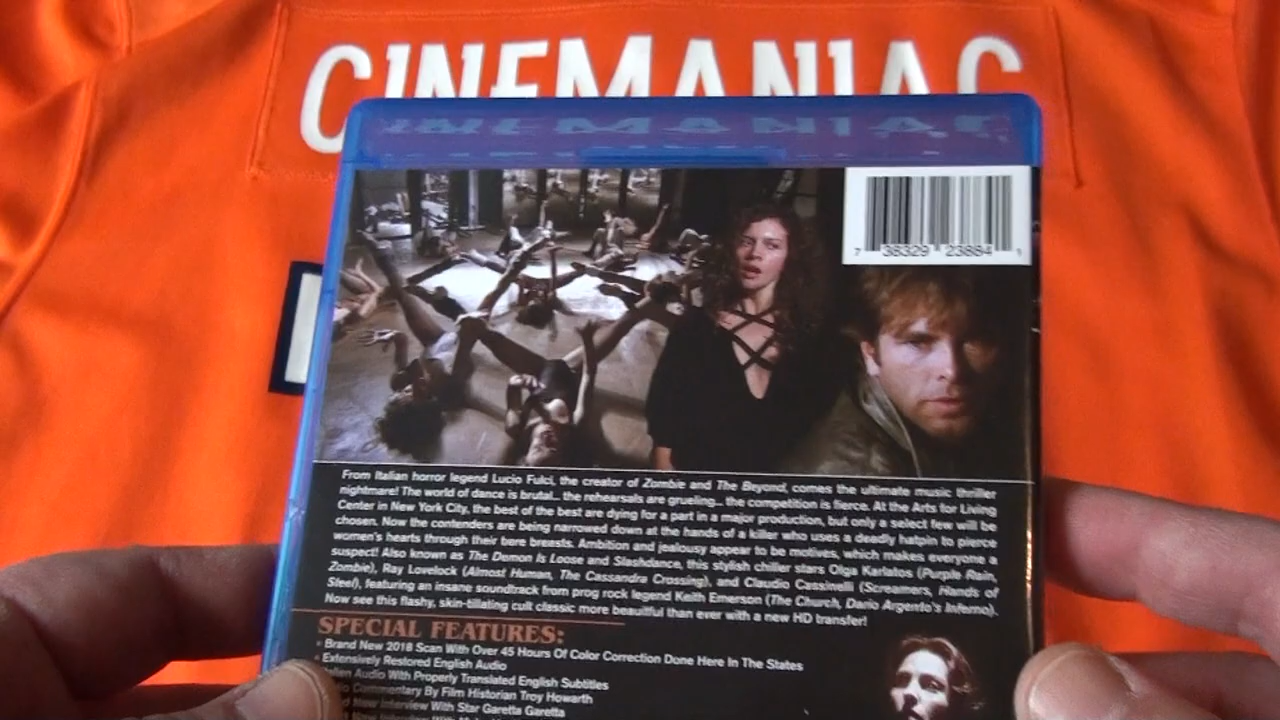 CINEMANIAC
7 38329 23884 1
From Italian horror legend Lucio Fulci, the creator of Zombie and The Beyond, comes the ultimate music thriller
nightmare! The world of dance is brutal... the rehearsals are grueling... the competition is fierce. At the Arts for Living
Center in New York City, the best of the best are dying for a part in a major production, but only a select few will be
chosen. Now the contenders are being narrowed down at the hands of a killer who uses a deadly hatpin to pierce
women's hearts through their bare breasts. Ambition and jealousy appear to be motives, which makes everyone a
suspect! Also known as The Demon Is Loose and Slashdance, this stylish chiller stars Olga Karlatos (Purple Rain,
Zombie), Ray Lovelock (Almost Human, The Cassandra Crossing), and Claudio Cassinelli (Screamers, Hands of
Steel), featuring an insane soundtrack from prog rock legend Keith Emerson (The Church, Dario Argento's Inferno).
Now see this flashy, skin-tillating cult classic more beautiful than ever with a new HD transfer!
SPECIAL FEATURES:
• Brand New 2018 Scan With Over 45 Hours Of Color Correction Done Here In The States
• Extensively Restored English Audio
Audio With Properly Translated English Subtitles
Commentary By Film Historian Troy Howarth
New Interview With Star Garetta Garetta
New Interview With